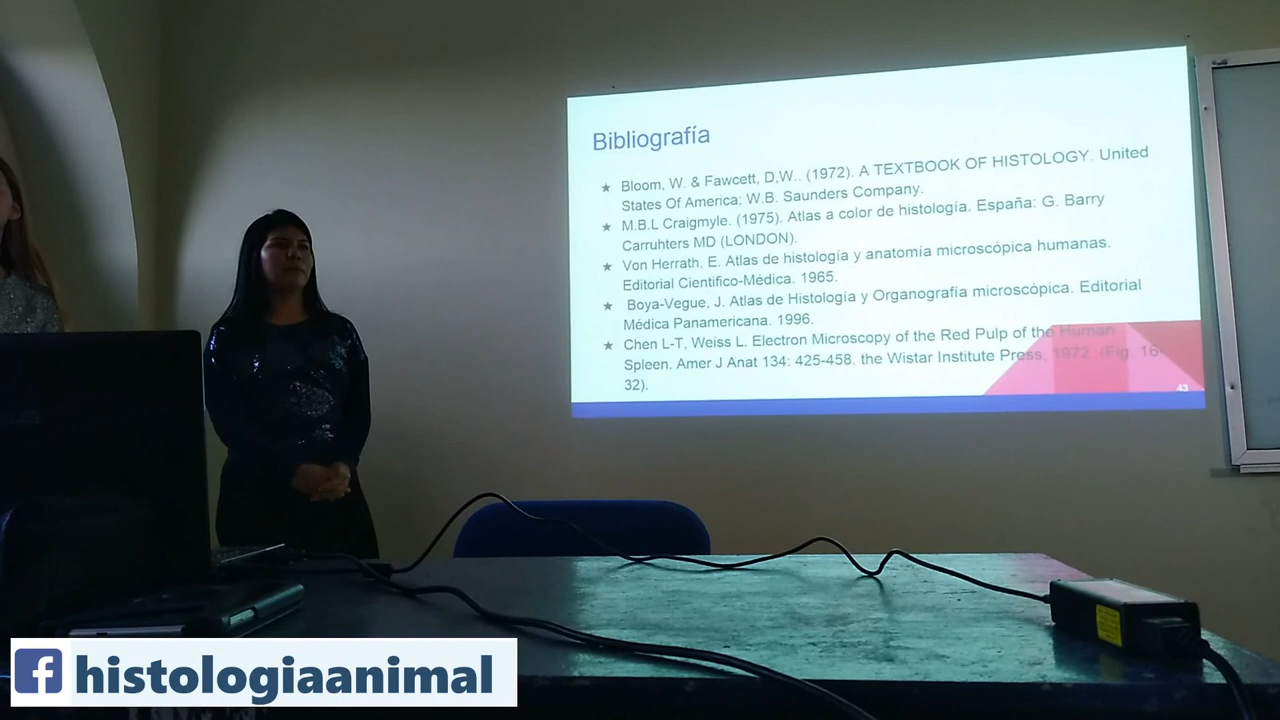 Bibliografía
★ Bloom, W. & Fawcett, D,W.. (1972). A TEXTBOOK OF HISTOLOGY. United
States Of America: W.B. Saunders Company.
★ M.B.L Craigmyle. (1975). Atlas a color de histología. España: G. Barry
Carruhters MD (LONDON).
★ Von Herrath, E. Atlas de histología y anatomía microscópica humanas.
Editorial Cientifico-Médica. 1965.
★ Boya-Vegue, J. Atlas de Histología y Organografía microscópica. Editorial
Médica Panamericana. 1996.
★ Chen L-T, Weiss L. Electron Microscopy of the Red Pulp of the Human
Spleen. Amer J Anat 134: 425-458. the Wistar Institute Press, 1972. (Fig. 16-
32).
43
f histologiaanimal